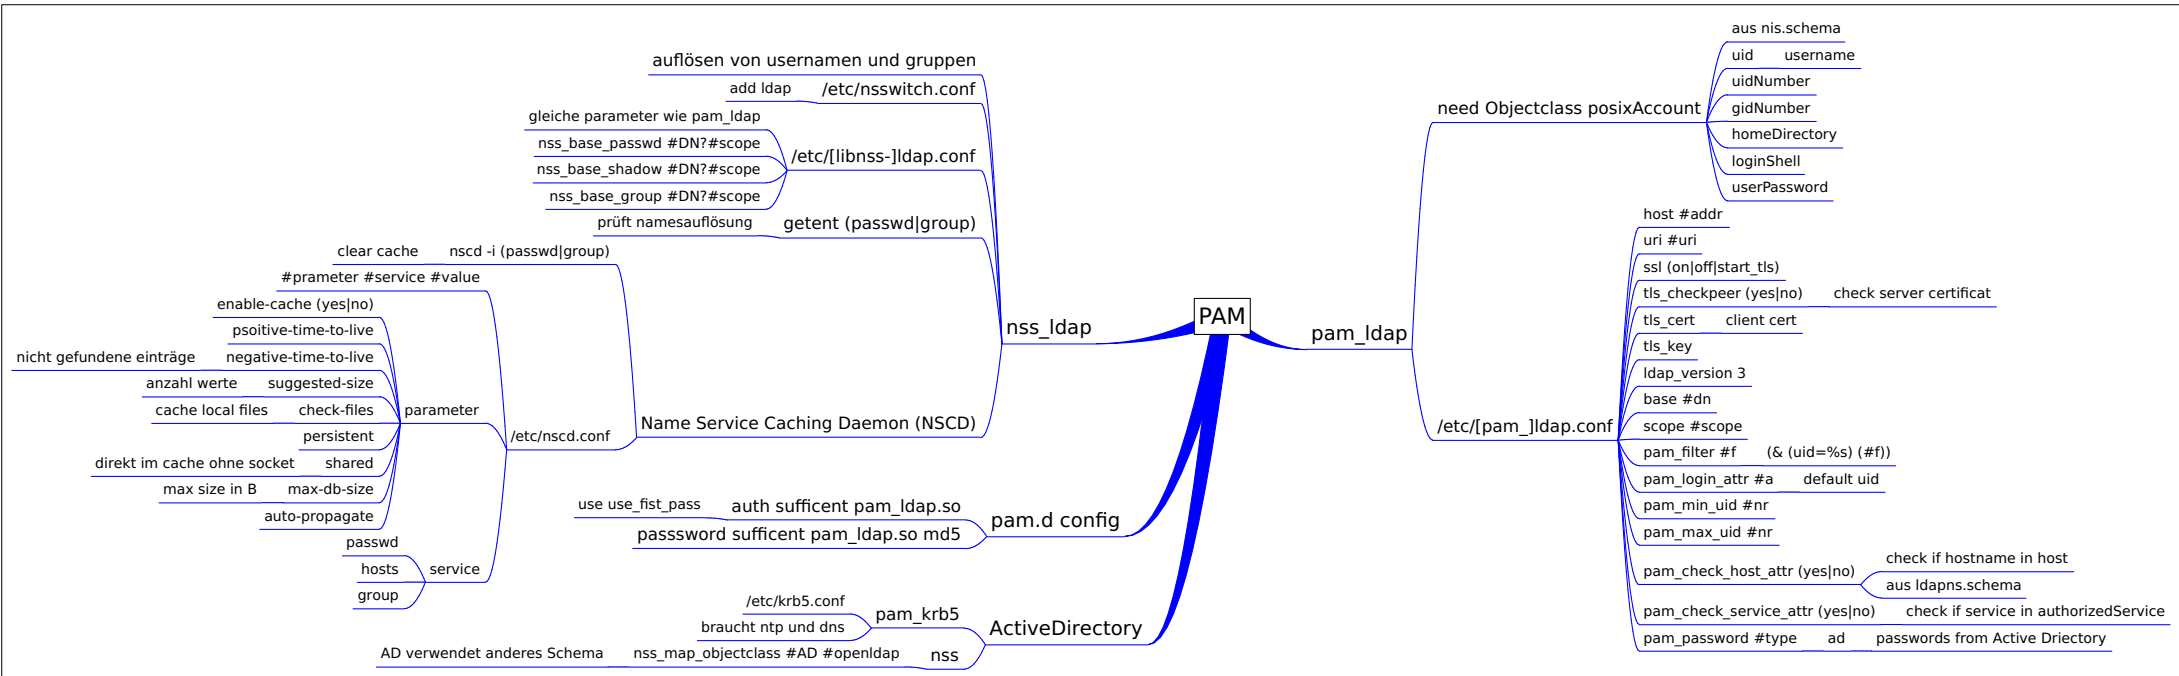 PAM
pam_ldap
need Objectclass posixAccount
aus nis.schema
uid username
uidNumber
gidNumber
homeDirectory
loginShell
userPassword
/etc/[pam_]ldap.conf
host #addr
uri #uri
ssl (on|off|start_tls)
tls_checkpeer (yes|no) check server certificat
tls_cert client cert
tls_key
ldap_version 3
base #dn
scope #scope
pam_filter #f (& (uid=%s) (#f))
pam_login_attr #a default uid
pam_min_uid #nr
pam_max_uid #nr
pam_check_host_attr (yes|no)
check if hostname in host
aus ldapns.schema
pam_check_service_attr (yes|no) check if service in authorizedService
pam_password #type ad passwords from Active Driectory
nss_ldap
auflösen von usernamen und gruppen
add ldap /etc/nsswitch.conf
/etc/[libnss-]ldap.conf
gleiche parameter wie pam_ldap
nss_base_passwd #DN?#scope
nss_base_shadow #DN?#scope
nss_base_group #DN?#scope
prüft namesauflösung getent (passwd|group)
Name Service Caching Daemon (NSCD)
clear cache nscd -i (passwd|group)
/etc/nscd.conf
#prameter #service #value
parameter
enable-cache (yes|no)
psoitive-time-to-live
nicht gefundene einträge negative-time-to-live
anzahl werte suggested-size
cache local files check-files
persistent
direkt im cache ohne socket shared
max size in B max-db-size
auto-propagate
service
passwd
hosts
group
pam.d config
use use_fist_pass auth sufficent pam_ldap.so
passsword sufficent pam_ldap.so md5
ActiveDirectory
pam_krb5
/etc/krb5.conf
braucht ntp und dns
AD verwendet anderes Schema nss_map_objectclass #AD #openldap nss